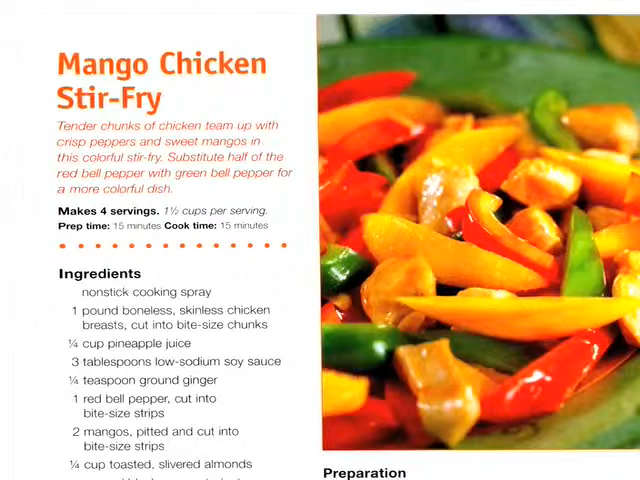 Mango Chicken
Stir-Fry
Tender chunks of chicken team up with
crisp peppers and sweet mangos in
this colorful stir-fry. Substitute half of the
red bell pepper with green bell pepper for
a more colorful dish.
Makes 4 servings. 1½ cups per serving.
Prep time: 15 minutes Cook time: 15 minutes
Ingredients
nonstick cooking spray
1 pound boneless, skinless chicken
breasts, cut into bite-size chunks
¼ cup pineapple juice
3 tablespoons low-sodium soy sauce
¼ teaspoon ground ginger
1 red bell pepper, cut into
bite-size strips
2 mangos, pitted and cut into
bite-size strips
¼ cup toasted, slivered almonds
Preparation